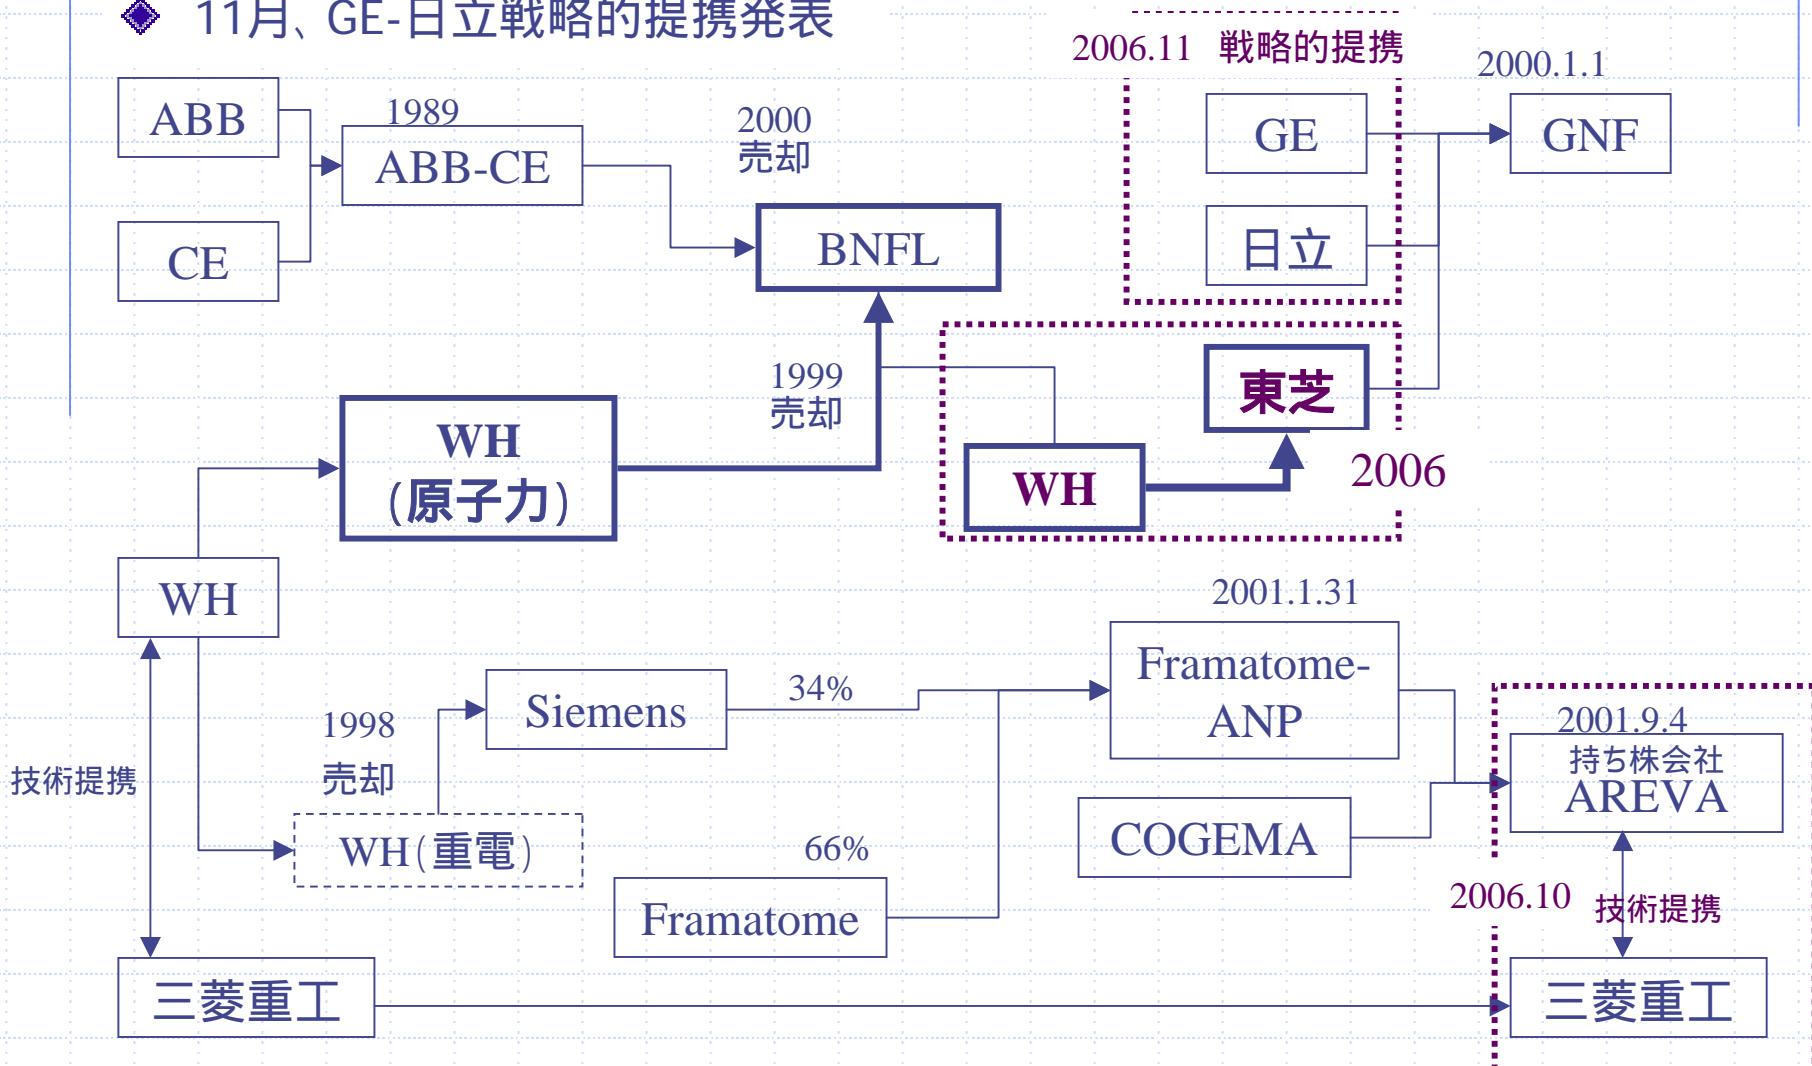 11月、GE-日立戦略的提携発表
2006.11 戦略的提携
2000.1.1
ABB
1989
ABB-CE
2000
売却
GE
GNF
CE
BNFL
日立
1999
売却
東芝
WH
(原子力)
WH
2006
WH
2001.1.31
Framatome-
ANP
Siemens
34%
1998
売却
2001.9.4
持ち株会社
AREVA
技術提携
WH(重電)
66%
COGEMA
Framatome
2006.10
技術提携
三菱重工
三菱重工